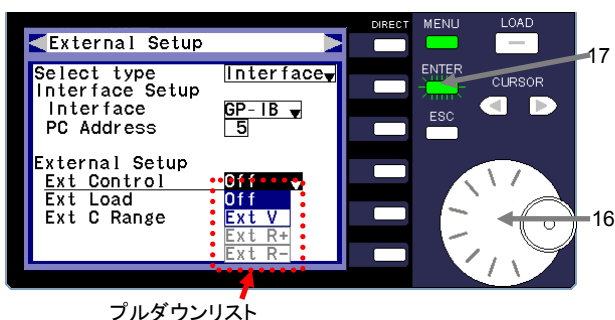 DIRECT MENU LOAD
External Setup
17
Select type Interface
ENTER
Interface Setup
CURSOR
Interface GP-IB
PC Address 5
ESC
External Setup
Ext Control Off
Ext Load Off
Ext C Range Ext V
16
Ext R+
Ext R-
プルダウンリスト